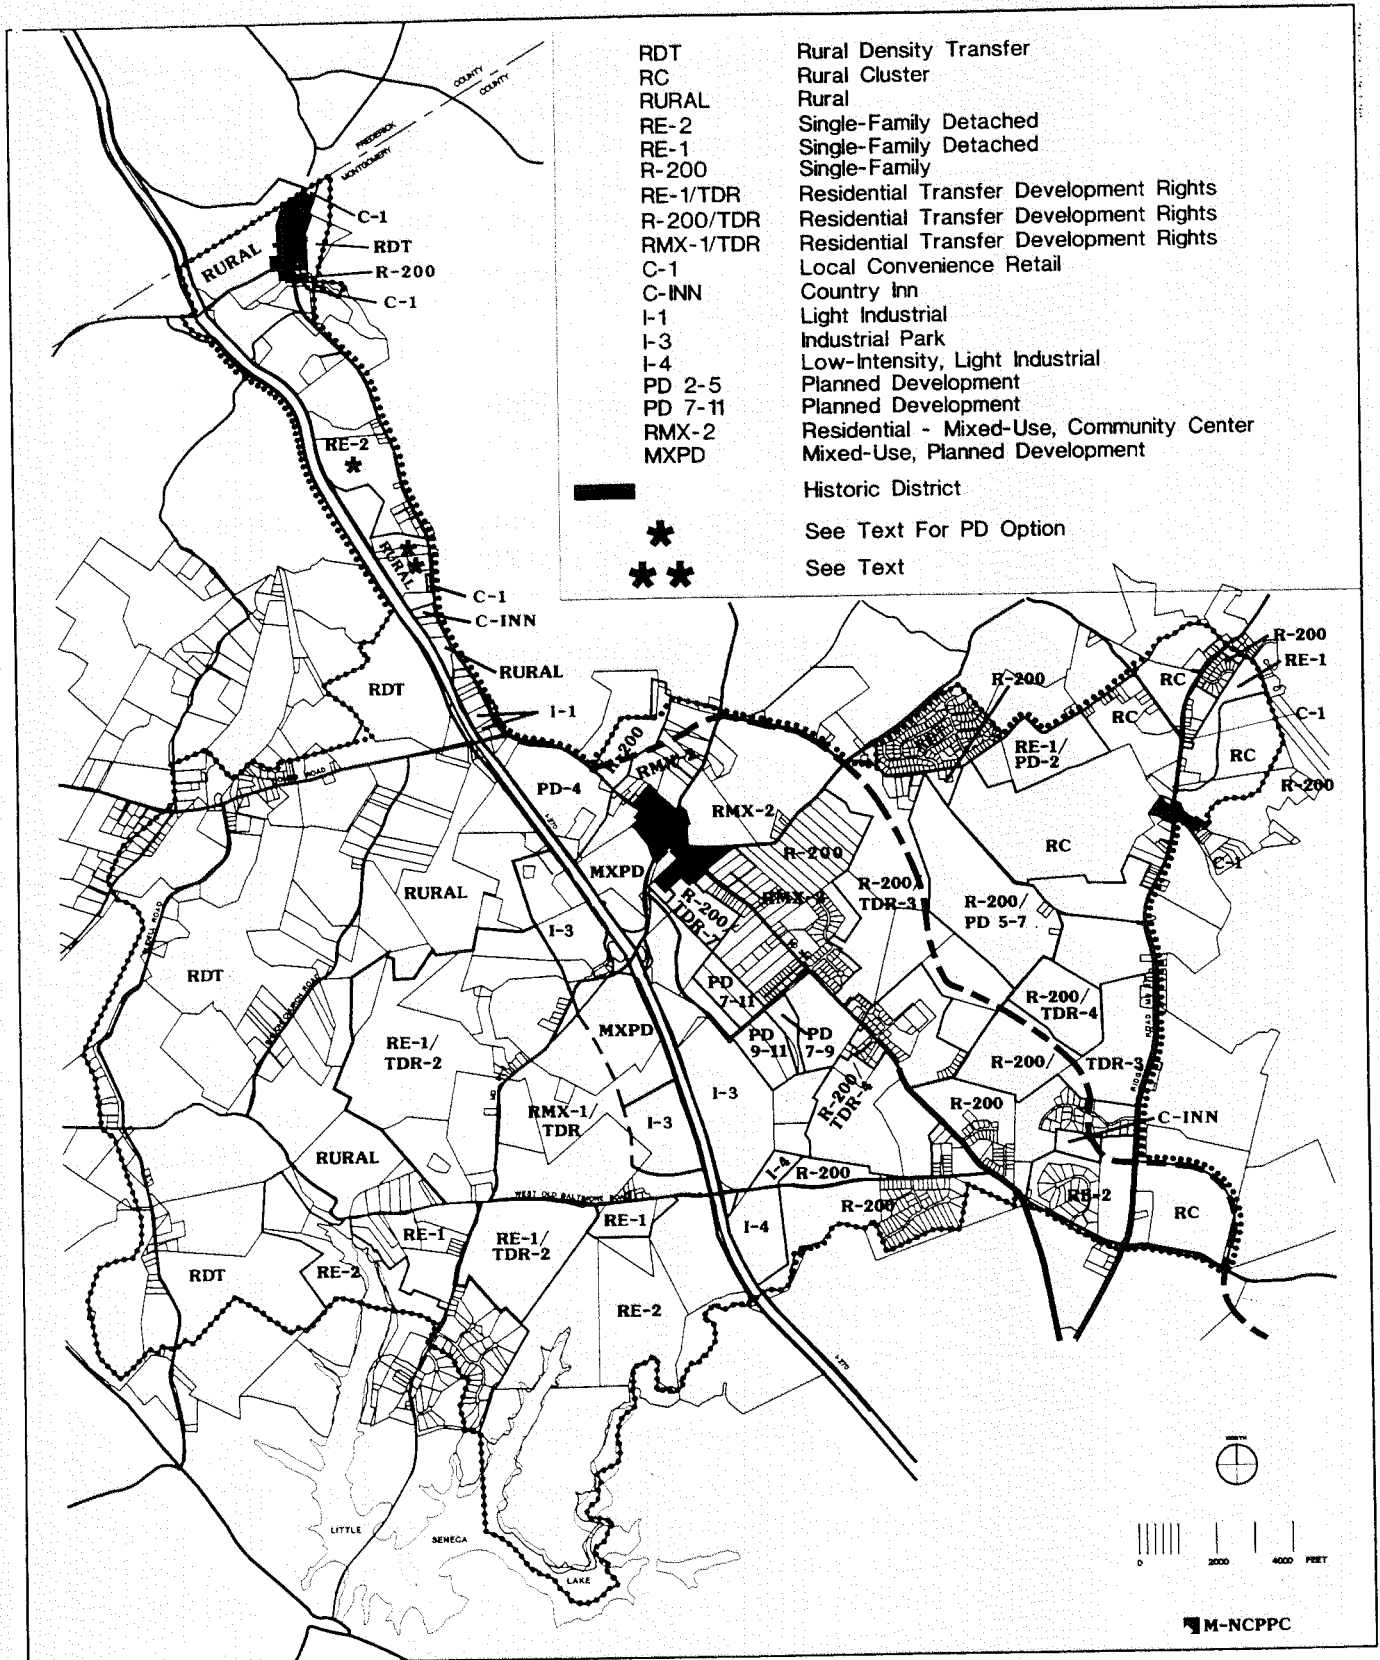 RDT Rural Density Transfer
RC Rural Cluster
RURAL Rural
RE-2 Single-Family Detached
RE-1 Single-Family Detached
R-200 Single-Family
RE-1/TDR Residential Transfer Development Rights
R-200/TDR Residential Transfer Development Rights
RMX-1/TDR Residential Transfer Development Rights
C-1 Local Convenience Retail
C-INN Country Inn
I-1 Light Industrial
I-3 Industrial Park
I-4 Low-Intensity, Light Industrial
PD 2-5 Planned Development
PD 7-11 Planned Development
RMX-2 Residential - Mixed-Use, Community Center
MXPD Mixed-Use, Planned Development
Historic District
* See Text For PD Option
** See Text
COUNTY
COUNTY
FREDERICK
MONTGOMERY
C-1
RDT
RURAL
R-200
C-1
RE-2
*
**
RURAL
C-1
C-INN
RURAL
RDT
I-1
R-200
RE-1
R-200
RC
RC
C-1
R-200
RMX-2
RE-1/
PD-2
RC
R-200
PD-4
I-270
RMX-2
RC
R-200
C-1
MXPD
RURAL
R-200/
TDR-3
R-200/
PD 5-7
RMX-2
R-200/
TDR-2
I-3
RDT
PD
7-11
R-200/
TDR-4
MXPD
PD
9-11
PD
7-9
RE-1/
TDR-2
R-200/
TDR-3
RIDGE ROAD
I-3
R-200/
TDR-4
RMX-1/
TDR
I-3
R-200
C-INN
RURAL
I-4
R-200
RE-2
WEST OLD BALTIMORE ROAD
R-200
RC
RE-1
RE-1
I-4
RE-1/
TDR-2
RDT
RE-2
RE-2
I-270
NORTH
LITTLE
SENECA
LAKE
0 2000 4000 FEET
M-NCPPC